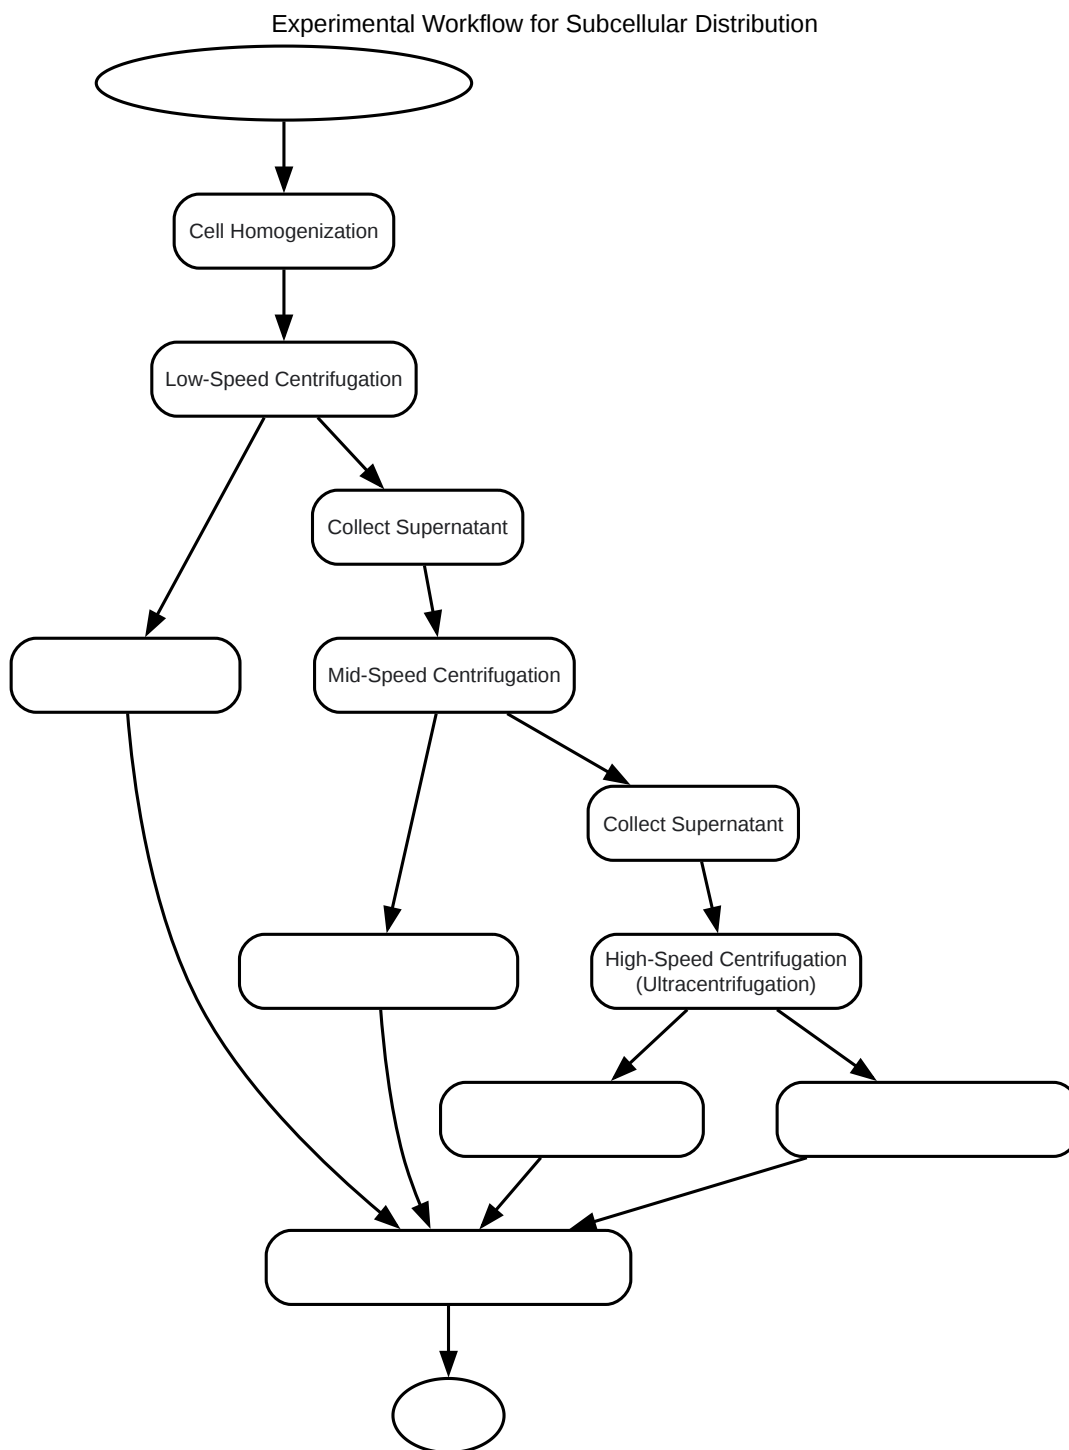 Experimental Workflow for Subcellular Distribution
Cell Homogenization
Low-Speed Centrifugation
Collect Supernatant
Mid-Speed Centrifugation
Collect Supernatant
High-Speed Centrifugation
(Ultracentrifugation)